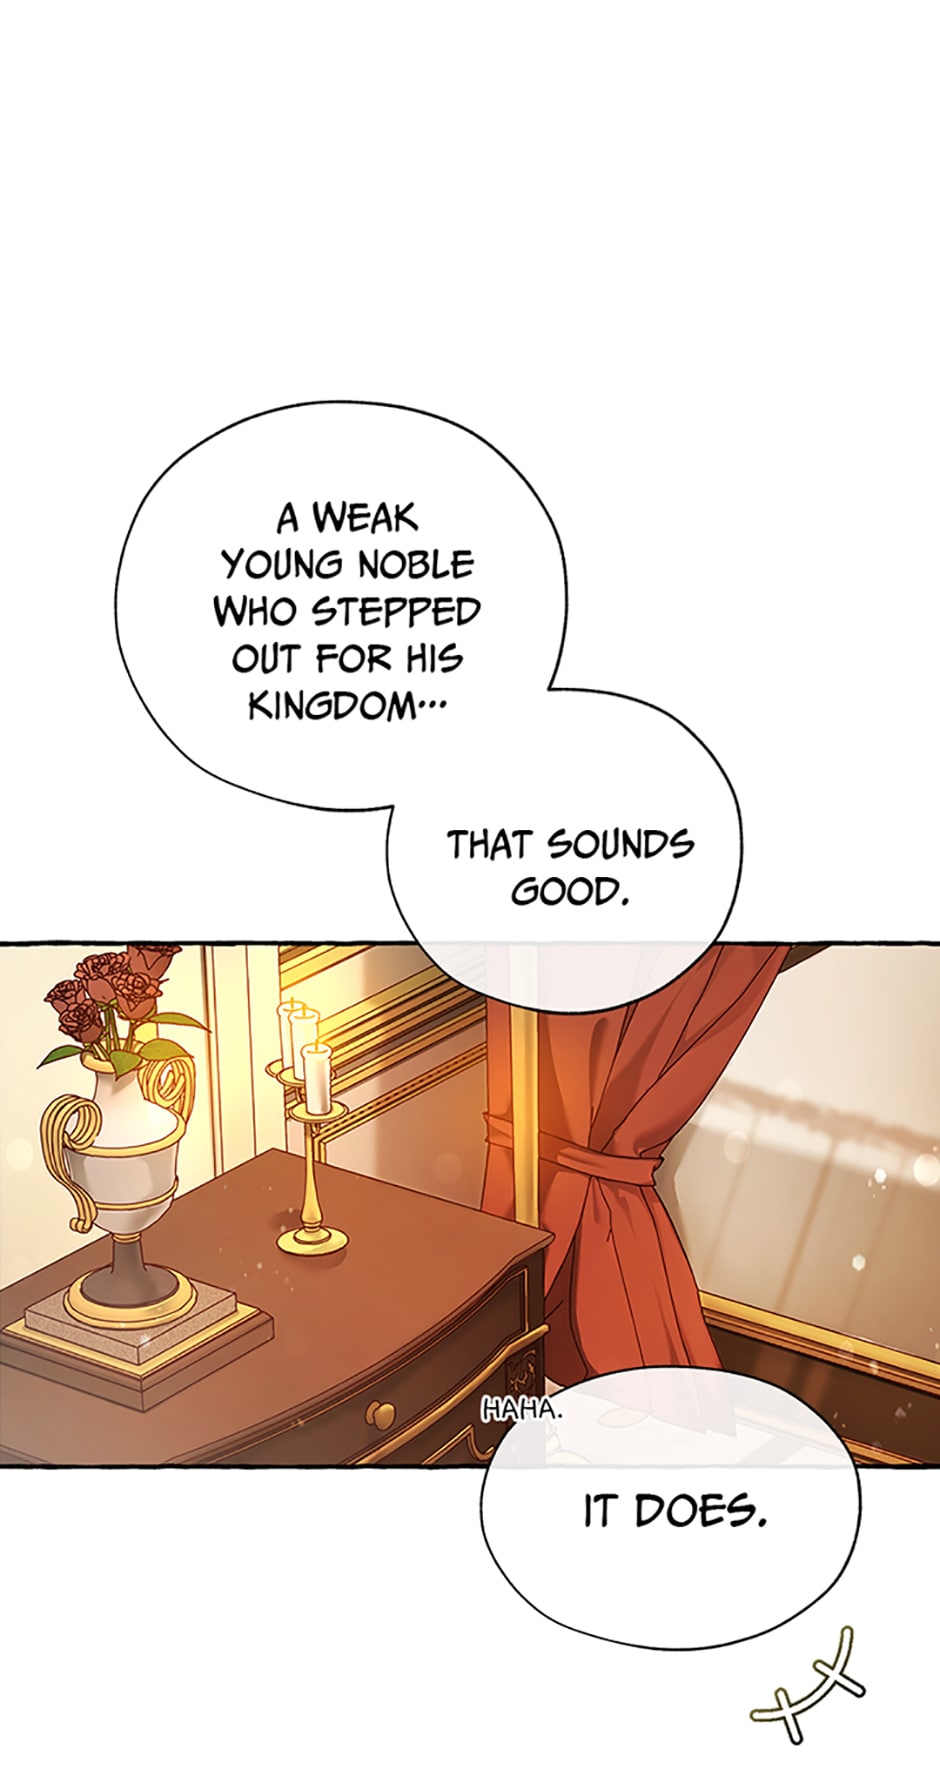 A WEAK
YOUNG NOBLE
WHO STEPPED
OUT FOR HIS
KINGDOM...
THAT SOUNDS
GOOD.
HAHA.
IT DOES.